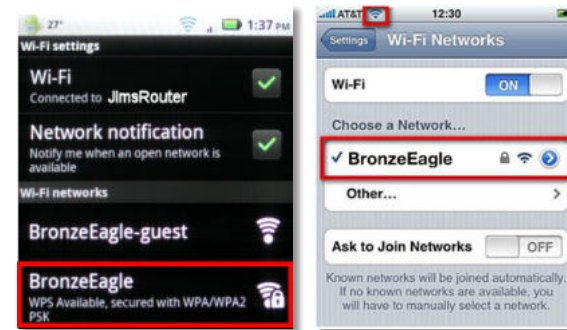 27°
1:37 PM
Wi-Fi settings
Wi-Fi
Connected to JimsRouter
Network notification
Notify me when an open network is
available
Wi-Fi networks
BronzeEagle-guest
BronzeEagle
WPS Available, secured with WPA/WPA2
PSK
AT&T
12:30
Settings
Wi-Fi Networks
Wi-Fi
ON
Choose a Network...
✓ BronzeEagle
Other...
Ask to Join Networks
OFF
Known networks will be joined automatically.
If no known networks are available, you
will have to manually select a network.